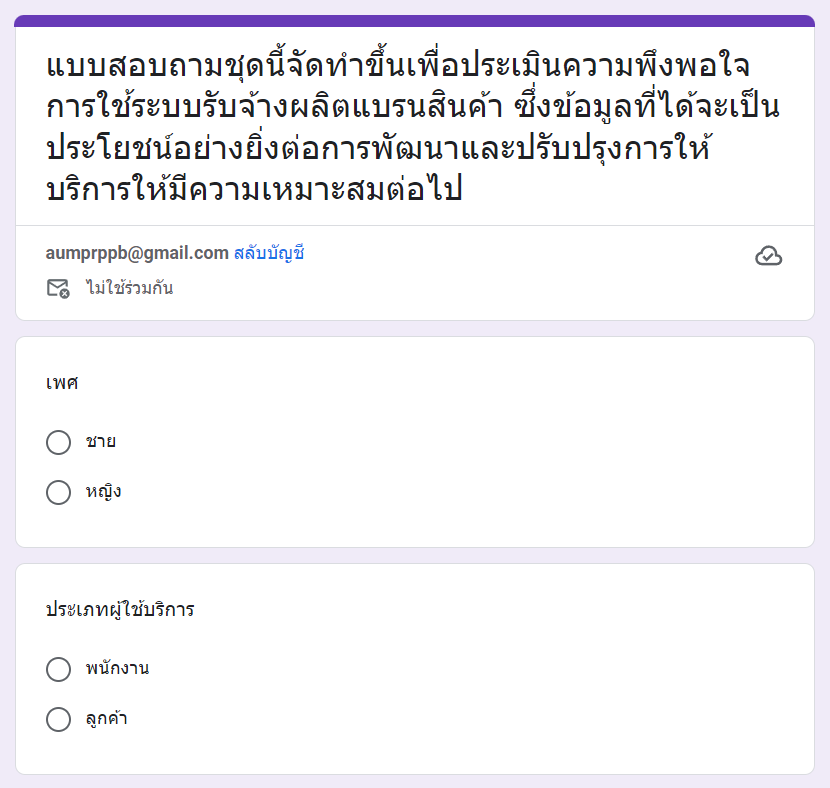 แบบสอบถามชุดนี้จัดทำขึ้นเพื่อประเมินความพึงพอใจ
การใช้ระบบรับจ้างผลิตแบรนสินค้า ซึ่งข้อมูลที่ได้จะเป็น
ประโยชน์อย่างยิ่งต่อการพัฒนาและปรับปรุงการให้
บริการให้มีความเหมาะสมต่อไป
aumprppb@gmail.com สลับบัญชี
ไม่ใช้ร่วมกัน
เพศ
ชาย
หญิง
ประเภทผู้ใช้บริการ
พนักงาน
ลูกค้า